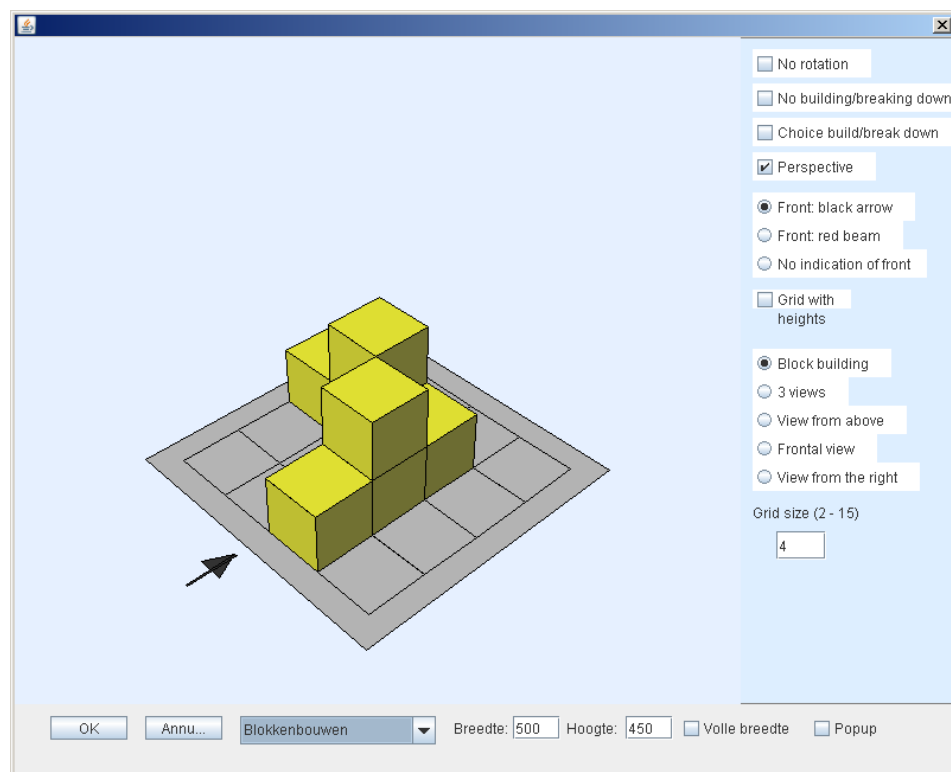 No rotation
No building/breaking down
Choice build/break down
Perspective
Front: black arrow
Front: red beam
No indication of front
Grid with
heights
Block building
3 views
View from above
Frontal view
View from the right
Grid size (2 - 15)
4
OK Annu... Blokkenbouwen Breedte: 500 Hoogte: 450 Volle breedte Popup